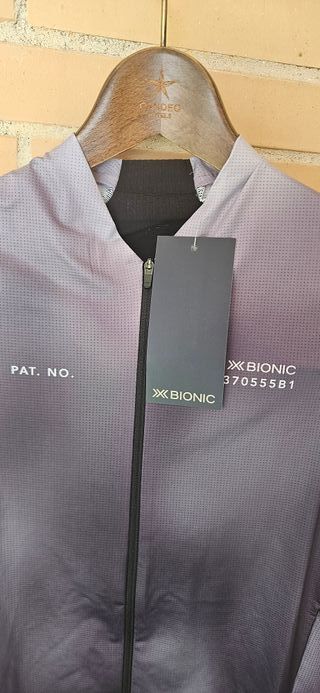 PAT. NO.
X BIONIC
370555B1
X BIONIC